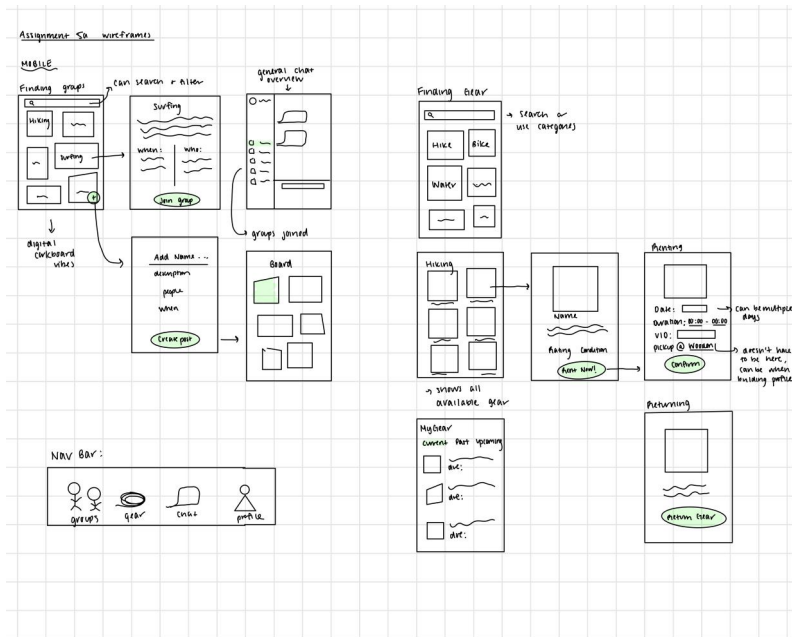 Assignment 5a wireframes
MOBILE
Finding groups
can search + filter
Hiking
Surfing
digital
corkboard
vibes
Surfing
when:
who:
Join group
general chat
overview
groups joined
Add Name...
description
people
when
Create post
Board
Nav Bar:
groups
gear
chat
profile
Finding Gear
→ search or
use categories
Hike
Bike
Water
Hiking
→ shows all
available gear
Name
Rating Condition
Rent Now!
Renting
Date:
Duration: 00:00 - 00:00
VID:
pickup @ Wooden
Confirm
can be multiple
days
doesn't have
to be here,
can be when
building profile
MyGear
Current Past Upcoming
due:
due:
due:
Returning
Return Gear